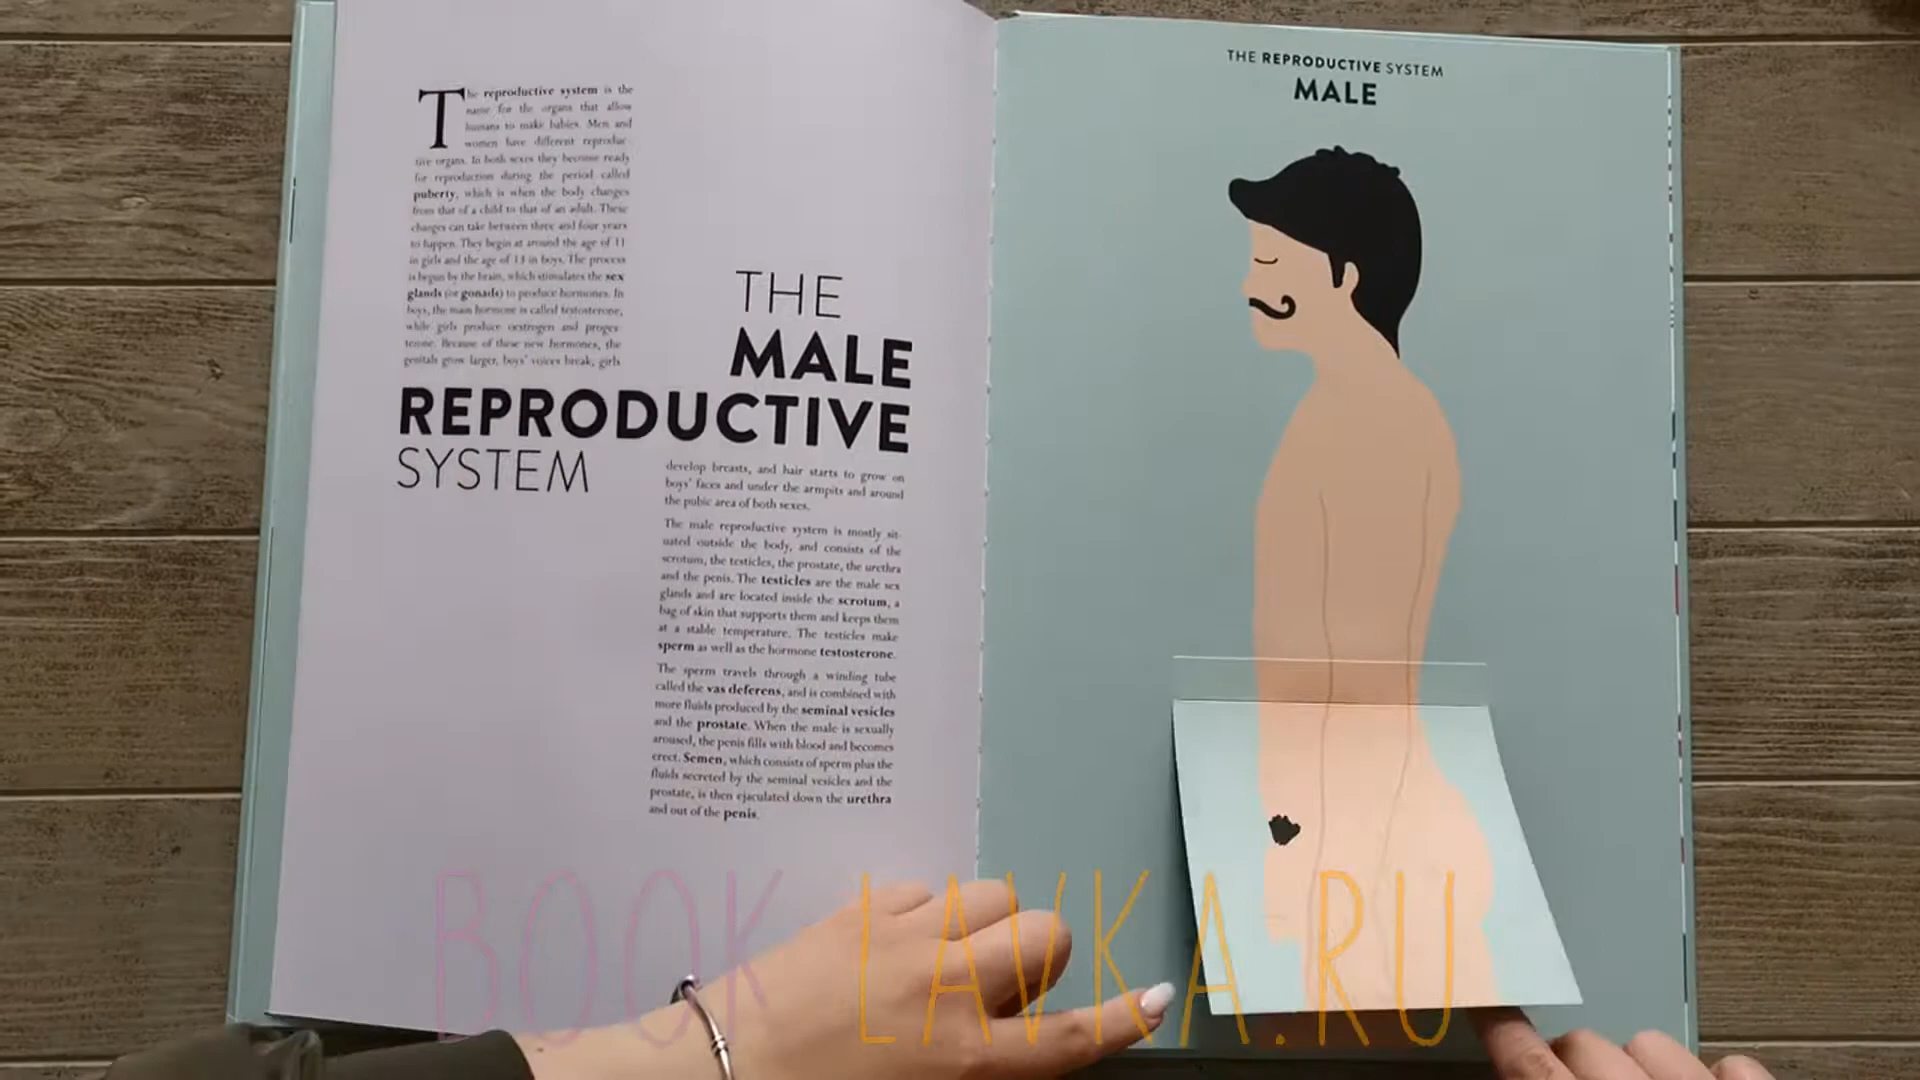 The reproductive system is the
name for the organs that allow
humans to make babies. Men and
women have different reproduc-
tive organs. In both sexes they become ready
for reproduction during the period called
puberty, which is when the body changes
from that of a child to that of an adult. These
changes can take between three and four years
to happen. They begin at around the age of 11
in girls and the age of 13 in boys. The process
is begun by the brain, which stimulates the sex
glands (or gonads) to produce hormones. In
boys, the main hormone is called testosterone,
while girls produce oestrogen and proges-
terone. Because of these new hormones, the
genitals grow larger, boys' voices break, girls
THE
MALE
REPRODUCTIVE
SYSTEM
develop breasts, and hair starts to grow on
boys' faces and under the armpits and around
the pubic area of both sexes.
The male reproductive system is mostly sit-
uated outside the body, and consists of the
scrotum, the testicles, the prostate, the urethra
and the penis. The testicles are the male sex
glands and are located inside the scrotum, a
bag of skin that supports them and keeps them
at a stable temperature. The testicles make
sperm as well as the hormone testosterone.
The sperm travels through a winding tube
called the vas deferens, and is combined with
more fluids produced by the seminal vesicles
and the prostate. When the male is sexually
aroused, the penis fills with blood and becomes
erect. Semen, which consists of sperm plus the
fluids secreted by the seminal vesicles and the
prostate, is then ejaculated down the urethra
and out of the penis.
THE REPRODUCTIVE SYSTEM
MALE
BOOK LAVKA.RU